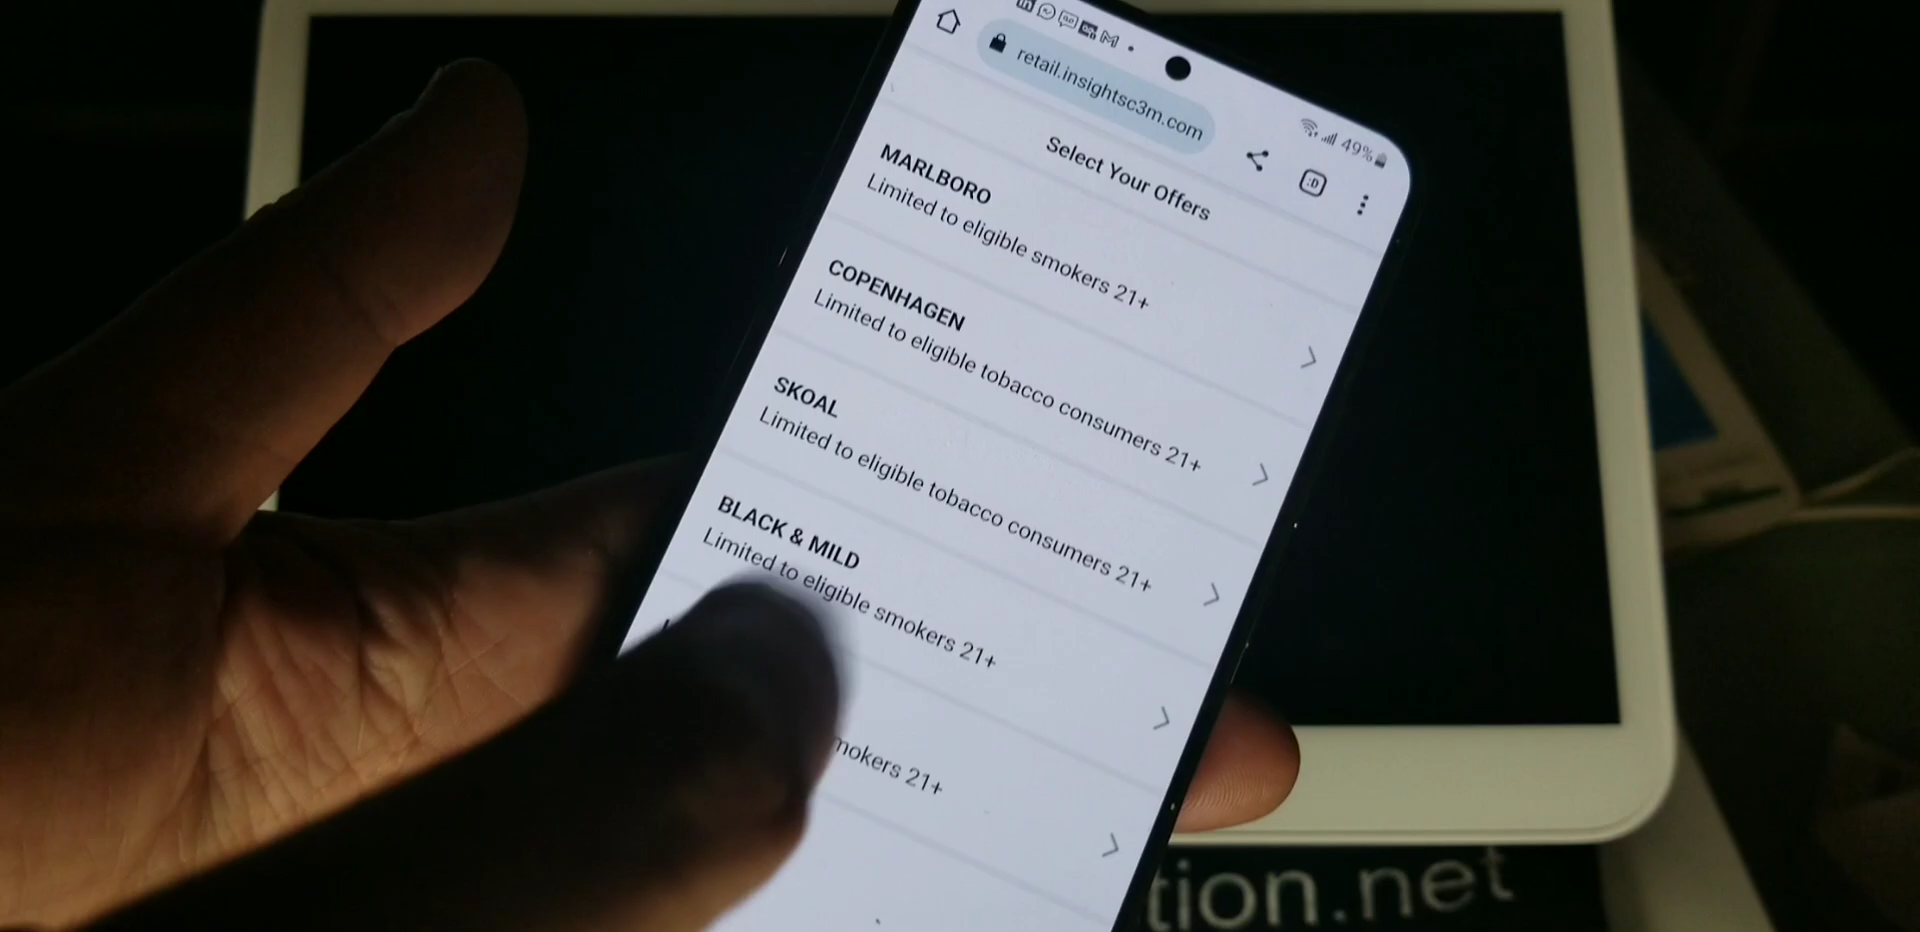 retail.insightsc3m.com
49%
:D
Select Your Offers
MARLBORO
Limited to eligible smokers 21+
COPENHAGEN
Limited to eligible tobacco consumers 21+
SKOAL
Limited to eligible tobacco consumers 21+
BLACK & MILD
Limited to eligible smokers 21+
21+
tion.net